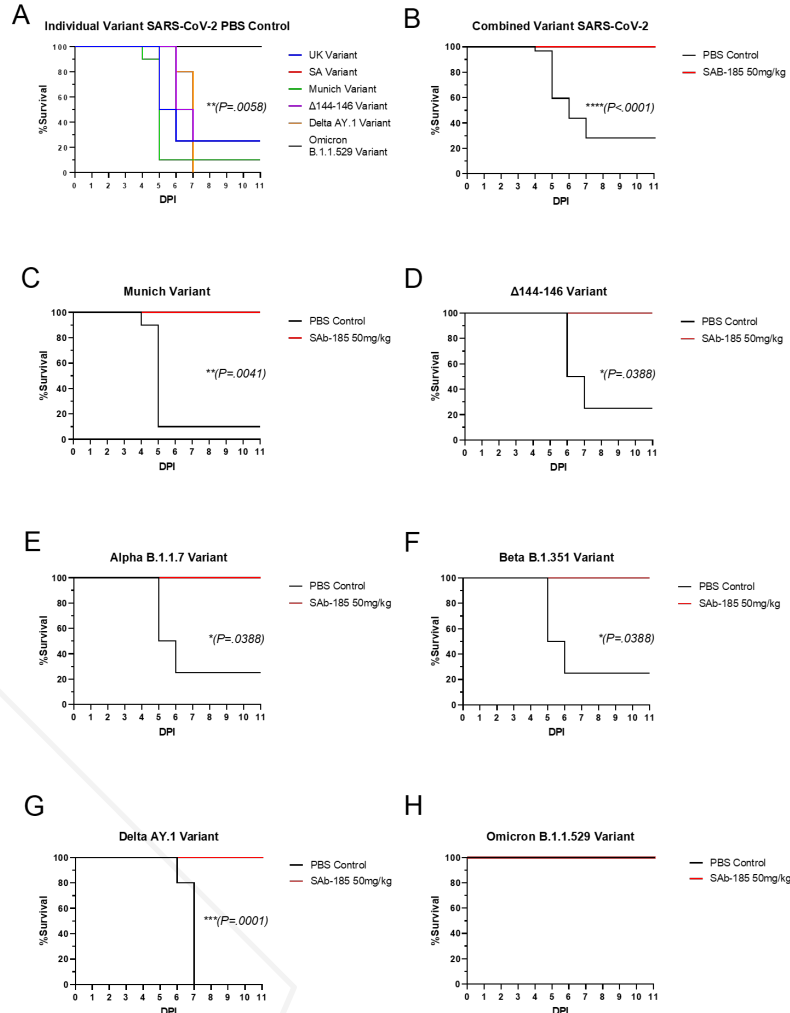 A
Individual Variant SARS-CoV-2 PBS Control
%Survival
100
80
60
40
20
0
0 1 2 3 4 5 6 7 8 9 10 11
DPI
**(P=.0058)
UK Variant
SA Variant
Munich Variant
Δ144-146 Variant
Delta AY.1 Variant
Omicron
B.1.1.529 Variant
B
Combined Variant SARS-CoV-2
%Survival
100
80
60
40
20
0
0 1 2 3 4 5 6 7 8 9 10 11
DPI
****(P<.0001)
PBS Control
SAB-185 50mg/kg
C
Munich Variant
%Survival
100
80
60
40
20
0
0 1 2 3 4 5 6 7 8 9 10 11
DPI
**(P=.0041)
PBS Control
SAb-185 50mg/kg
D
Δ144-146 Variant
%Survival
100
80
60
40
20
0
0 1 2 3 4 5 6 7 8 9 10 11
DPI
*(P=.0388)
PBS Control
SAb-185 50mg/kg
E
Alpha B.1.1.7 Variant
%Survival
100
80
60
40
20
0
0 1 2 3 4 5 6 7 8 9 10 11
DPI
*(P=.0388)
PBS Control
SAb-185 50mg/kg
F
Beta B.1.351 Variant
%Survival
100
80
60
40
20
0
0 1 2 3 4 5 6 7 8 9 10 11
DPI
*(P=.0388)
PBS Control
SAb-185 50mg/kg
G
Delta AY.1 Variant
%Survival
100
80
60
40
20
0
0 1 2 3 4 5 6 7 8 9 10 11
DPI
***(P=.0001)
PBS Control
SAb-185 50mg/kg
H
Omicron B.1.1.529 Variant
%Survival
100
80
60
40
20
0
0 1 2 3 4 5 6 7 8 9 10 11
DPI
PBS Control
SAb-185 50mg/kg